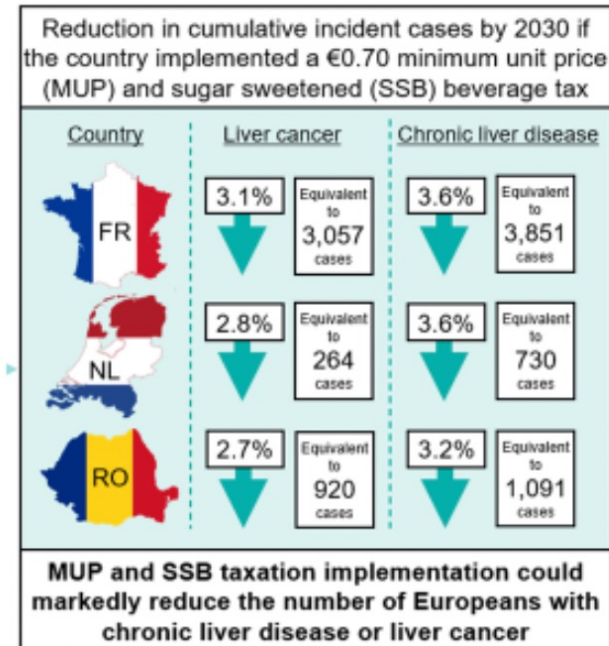 Reduction in cumulative incident cases by 2030 if
the country implemented a €0.70 minimum unit price
(MUP) and sugar sweetened (SSB) beverage tax
Country
Liver cancer
Chronic liver disease
FR
3.1%
Equivalent
to
3,057
cases
3.6%
Equivalent
to
3,851
cases
NL
2.8%
Equivalent
to
264
cases
3.6%
Equivalent
to
730
cases
RO
2.7%
Equivalent
to
920
cases
3.2%
Equivalent
to
1,091
cases
MUP and SSB taxation implementation could
markedly reduce the number of Europeans with
chronic liver disease or liver cancer